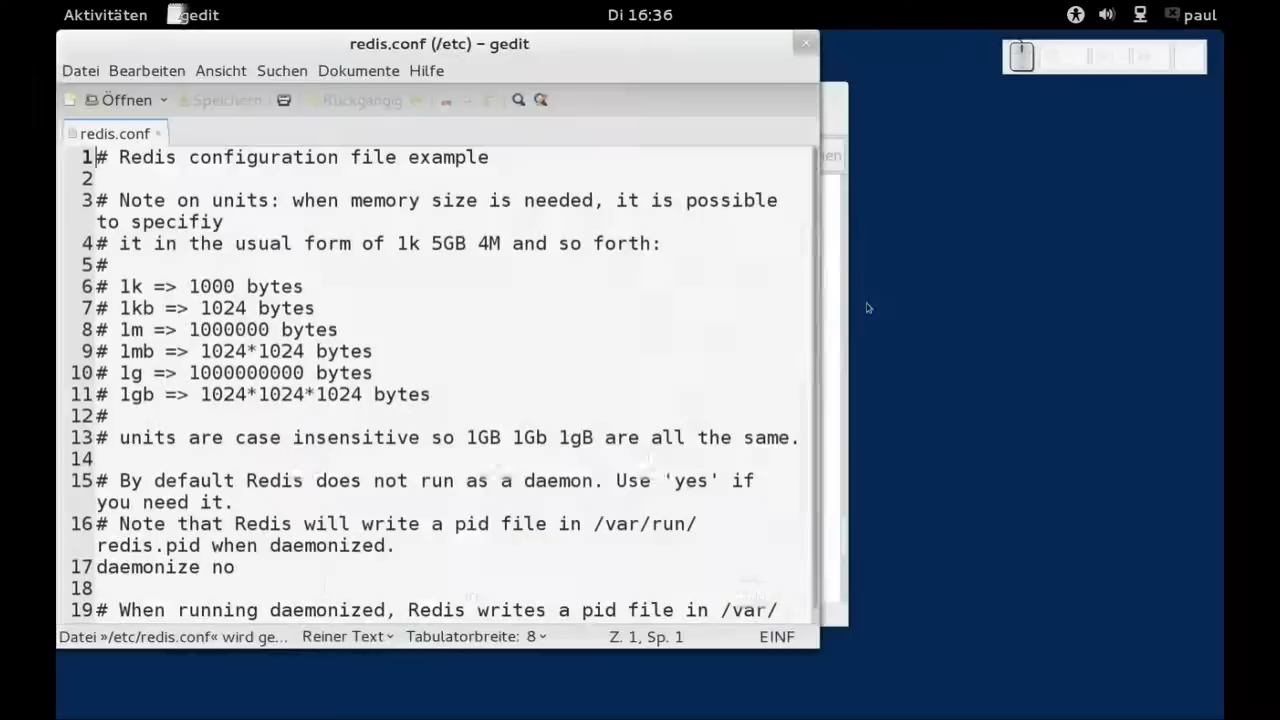 Aktivitäten gedit Di 16:36 paul
redis.conf (/etc) – gedit
Datei Bearbeiten Ansicht Suchen Dokumente Hilfe
Öffnen Speichern Rückgängig
redis.conf
1 # Redis configuration file example
2
3 # Note on units: when memory size is needed, it is possible
to specifiy
4 # it in the usual form of 1k 5GB 4M and so forth:
5 #
6 # 1k => 1000 bytes
7 # 1kb => 1024 bytes
8 # 1m => 1000000 bytes
9 # 1mb => 1024*1024 bytes
10 # 1g => 1000000000 bytes
11 # 1gb => 1024*1024*1024 bytes
12 #
13 # units are case insensitive so 1GB 1Gb 1gB are all the same.
14
15 # By default Redis does not run as a daemon. Use 'yes' if
you need it.
16 # Note that Redis will write a pid file in /var/run/
redis.pid when daemonized.
17 daemonize no
18
19 # When running daemonized, Redis writes a pid file in /var/
Datei »/etc/redis.conf« wird ge... Reiner Text Tabulatorbreite: 8 Z. 1, Sp. 1 EINF